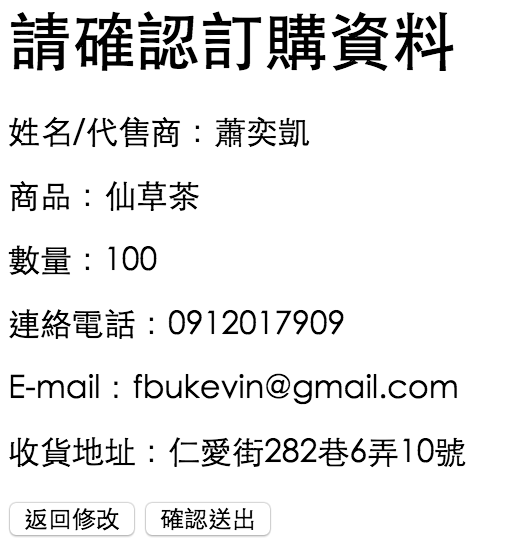 請確認訂購資料
姓名/代售商：蕭奕凱
商品：仙草茶
數量：100
連絡電話：0912017909
E-mail：fbukevin@gmail.com
收貨地址：仁愛街282巷6弄10號
返回修改 確認送出